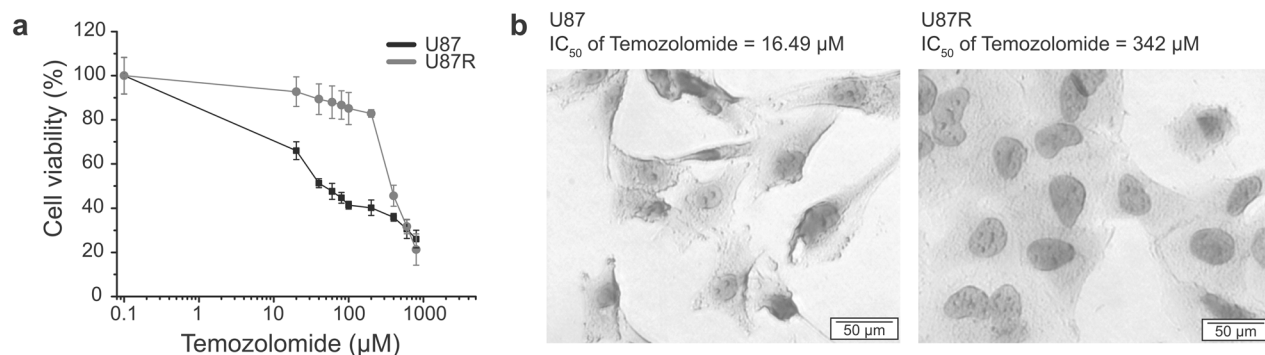 a
120
100
80
60
40
20
0
Cell viability (%)
0.1
1
10
100
1000
Temozolomide (µM)
U87
U87R
b
U87
IC50 of Temozolomide = 16.49 µM
50 µm
U87R
IC50 of Temozolomide = 342 µM
50 µm